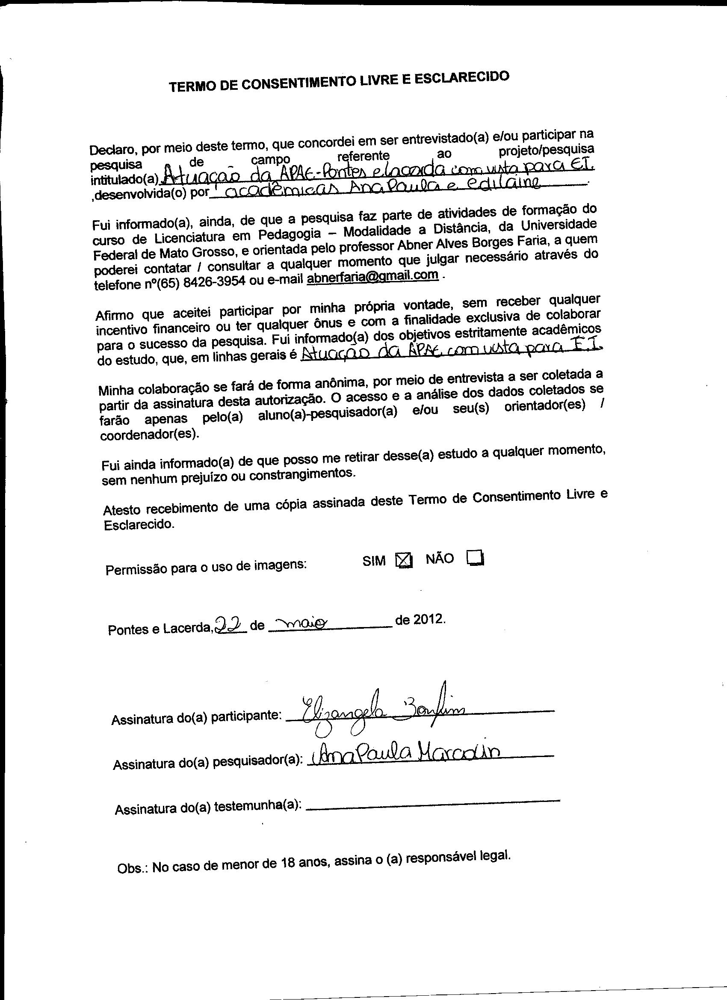 TERMO DE CONSENTIMENTO LIVRE E ESCLARECIDO
Declaro, por meio deste termo, que concordei em ser entrevistado(a) e/ou participar na
pesquisa de campo referente ao projeto/pesquisa
intitulado(a) Atuação da APAE-Pontes e lacerda com vista para EI.
,desenvolvida(o) por acadêmicas Ana Paula e edilaine.
Fui informado(a), ainda, de que a pesquisa faz parte de atividades de formação do
curso de Licenciatura em Pedagogia – Modalidade a Distância, da Universidade
Federal de Mato Grosso, e orientada pelo professor Abner Alves Borges Faria, a quem
poderei contatar / consultar a qualquer momento que julgar necessário através do
telefone nº(65) 8426-3954 ou e-mail abnerfaria@gmail.com .
Afirmo que aceitei participar por minha própria vontade, sem receber qualquer
incentivo financeiro ou ter qualquer ônus e com a finalidade exclusiva de colaborar
para o sucesso da pesquisa. Fui informado(a) dos objetivos estritamente acadêmicos
do estudo, que, em linhas gerais é Atuação da APAE com vista para E.I.
Minha colaboração se fará de forma anônima, por meio de entrevista a ser coletada a
partir da assinatura desta autorização. O acesso e a análise dos dados coletados se
farão apenas pelo(a) aluno(a)-pesquisador(a) e/ou seu(s) orientador(es) /
coordenador(es).
Fui ainda informado(a) de que posso me retirar desse(a) estudo a qualquer momento,
sem nenhum prejuízo ou constrangimentos.
Atesto recebimento de uma cópia assinada deste Termo de Consentimento Livre e
Esclarecido.
Permissão para o uso de imagens: SIM ☒ NÃO ☐
Pontes e Lacerda, 22 de maio de 2012.
Assinatura do(a) participante: Elizangela Bonfim
Assinatura do(a) pesquisador(a): Ana Paula Marcolin
Assinatura do(a) testemunha(a):
Obs.: No caso de menor de 18 anos, assina o (a) responsável legal.